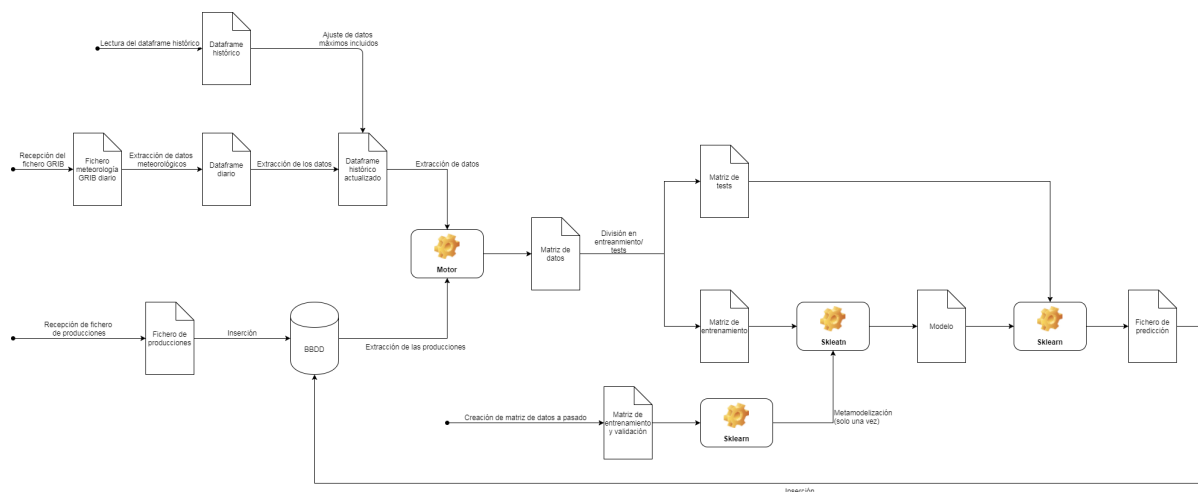 Lectura del dataframe histórico
Dataframe
histórico
Ajuste de datos
máximos incluidos
Recepción del
fichero GRIB
Fichero
meteorología
GRIB diario
Extracción de datos
meteorológicos
Dataframe
diario
Extracción de los datos
Dataframe
histórico
actualizado
Extracción de datos
Motor
Matriz de
datos
División en
entreanmiento/
tests
Matriz de
tests
Recepción de fichero
de producciones
Fichero de
producciones
Inserción
BBDD
Extracción de las producciones
Matriz de
entrenamiento
Skleatn
Modelo
Sklearn
Fichero de
predicción
Creación de matriz de datos a pasado
Matriz de
entrenamiento
y validación
Sklearn
Metamodelización
(solo una vez)
Inserción